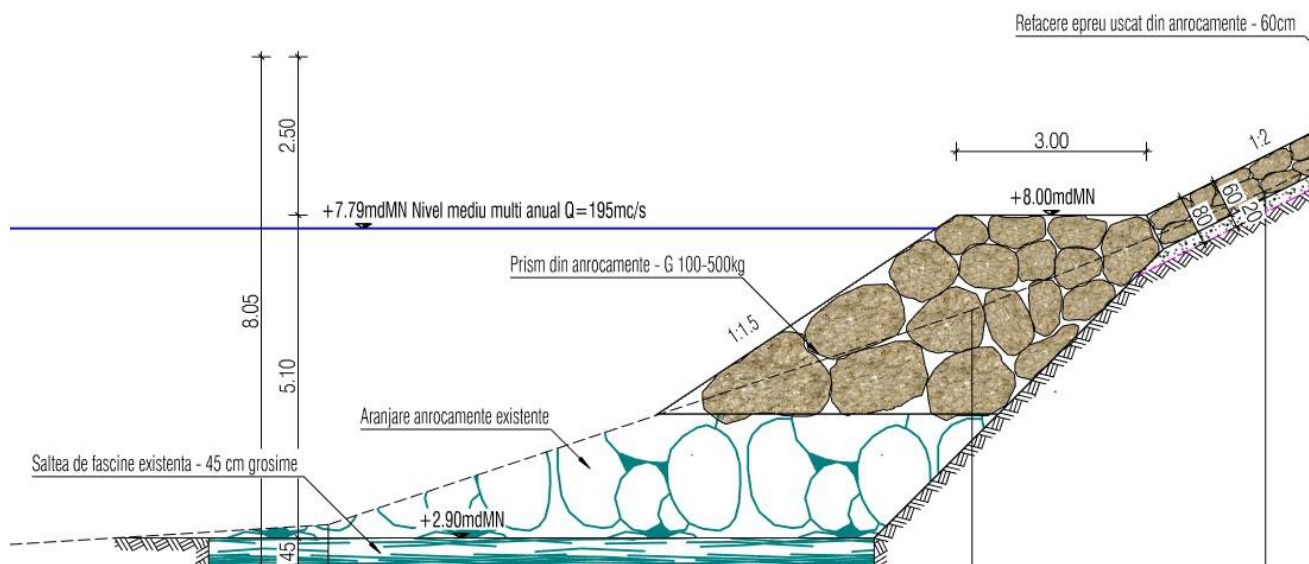 Refacere epreu uscat din anrocamente - 60cm
2.50
3.00
1:2
+7.79mdMN Nivel mediu multi anual Q=195mc/s
+8.00mdMN
60
80
20
Prism din anrocamente - G 100-500kg
8.05
1:1.5
5.10
Aranjare anrocamente existente
Saltea de fascine existenta - 45 cm grosime
+2.90mdMN
45